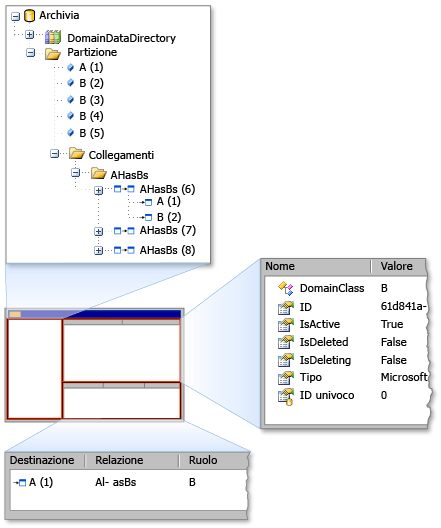 Archivia
DomainDataDirectory
Partizione
A (1)
B (2)
B (3)
B (4)
B (5)
Collegamenti
AHasBs
AHasBs (6)
A (1)
B (2)
AHasBs (7)
AHasBs (8)
Nome Valore
DomainClass B
ID 61d841a-
IsActive True
IsDeleted False
IsDeleting False
Tipo Microsoft
ID univoco 0
Destinazione Relazione Ruolo
A (1) Al- asBs B